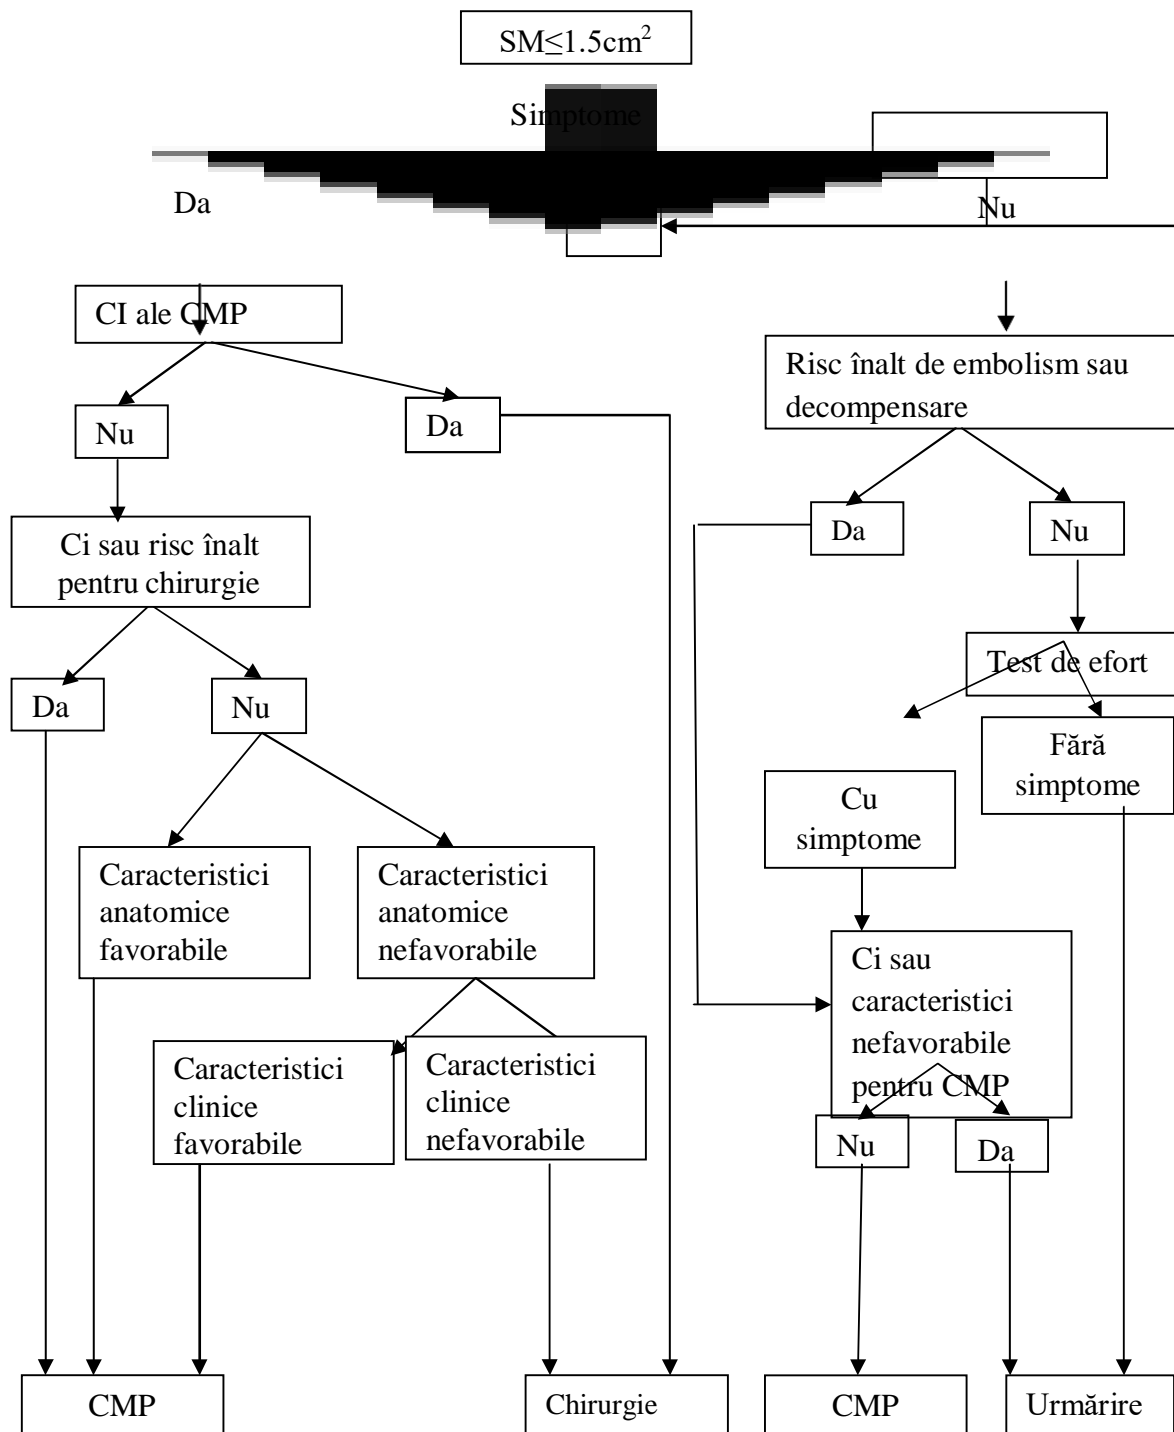 SM≤1.5cm²
Simptome
Da
Nu
CI ale CMP
Risc înalt de embolism sau
decompensare
Nu
Da
Da
Nu
Ci sau risc înalt
pentru chirurgie
Test de efort
Da
Nu
Fără
simptome
Cu
simptome
Caracteristici
anatomice
favorabile
Caracteristici
anatomice
nefavorabile
Ci sau
caracteristici
nefavorabile
pentru CMP
Caracteristici
clinice
favorabile
Caracteristici
clinice
nefavorabile
Nu
Da
CMP
Chirurgie
CMP
Urmărire